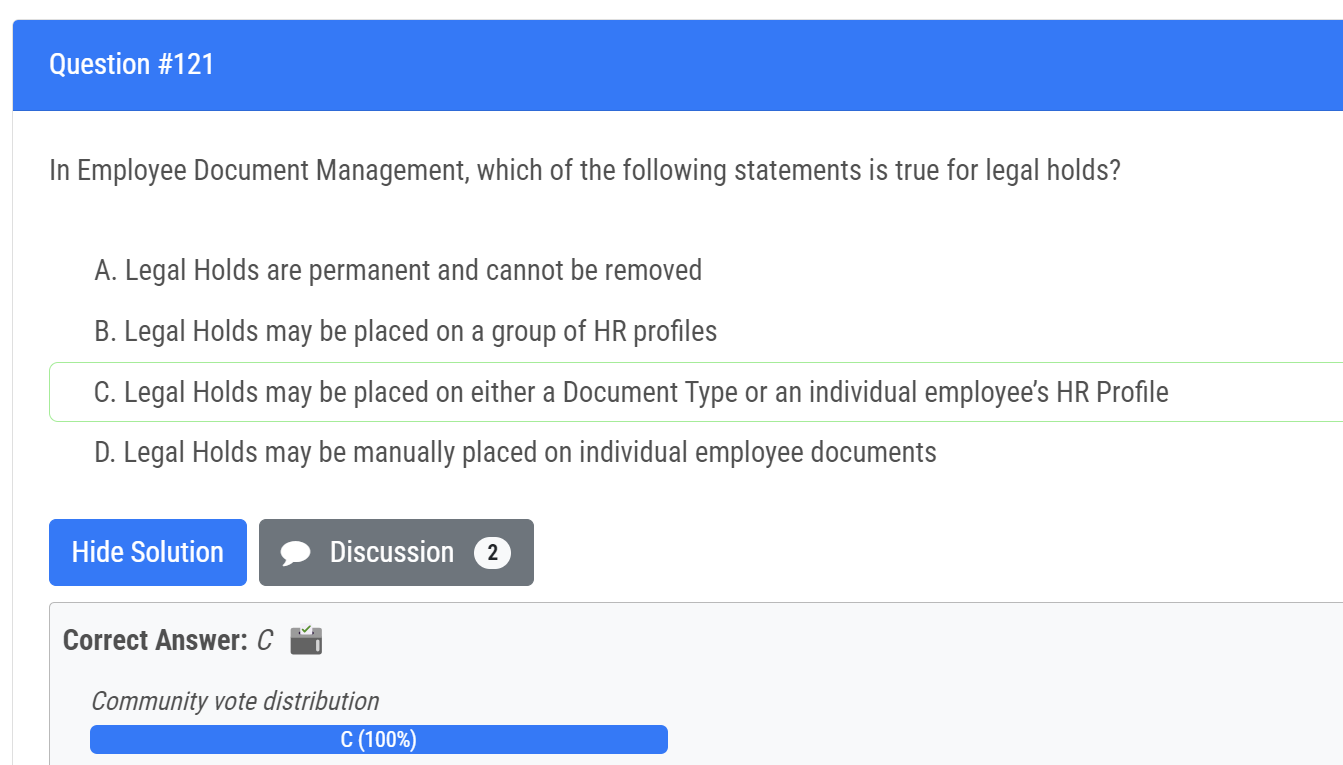 Question #121
In Employee Document Management, which of the following statements is true for legal holds?
A. Legal Holds are permanent and cannot be removed
B. Legal Holds may be placed on a group of HR profiles
C. Legal Holds may be placed on either a Document Type or an individual employee’s HR Profile
D. Legal Holds may be manually placed on individual employee documents
Hide Solution Discussion 2
Correct Answer: C
Community vote distribution
C (100%)